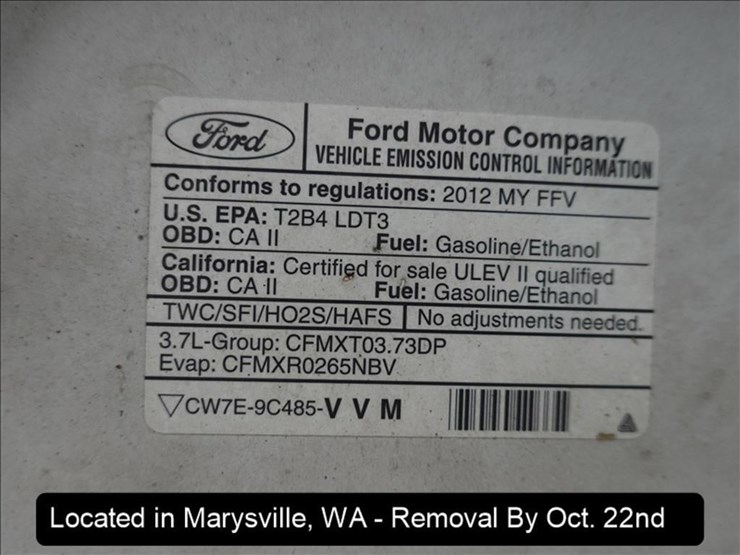 Ford
Ford Motor Company
VEHICLE EMISSION CONTROL INFORMATION
Conforms to regulations: 2012 MY FFV
U.S. EPA: T2B4 LDT3
OBD: CA II Fuel: Gasoline/Ethanol
California: Certified for sale ULEV II qualified
OBD: CA II Fuel: Gasoline/Ethanol
TWC/SFI/HO2S/HAFS No adjustments needed.
3.7L-Group: CFMXT03.73DP
Evap: CFMXR0265NBV
▽CW7E-9C485-V V M
Located in Marysville, WA - Removal By Oct. 22nd